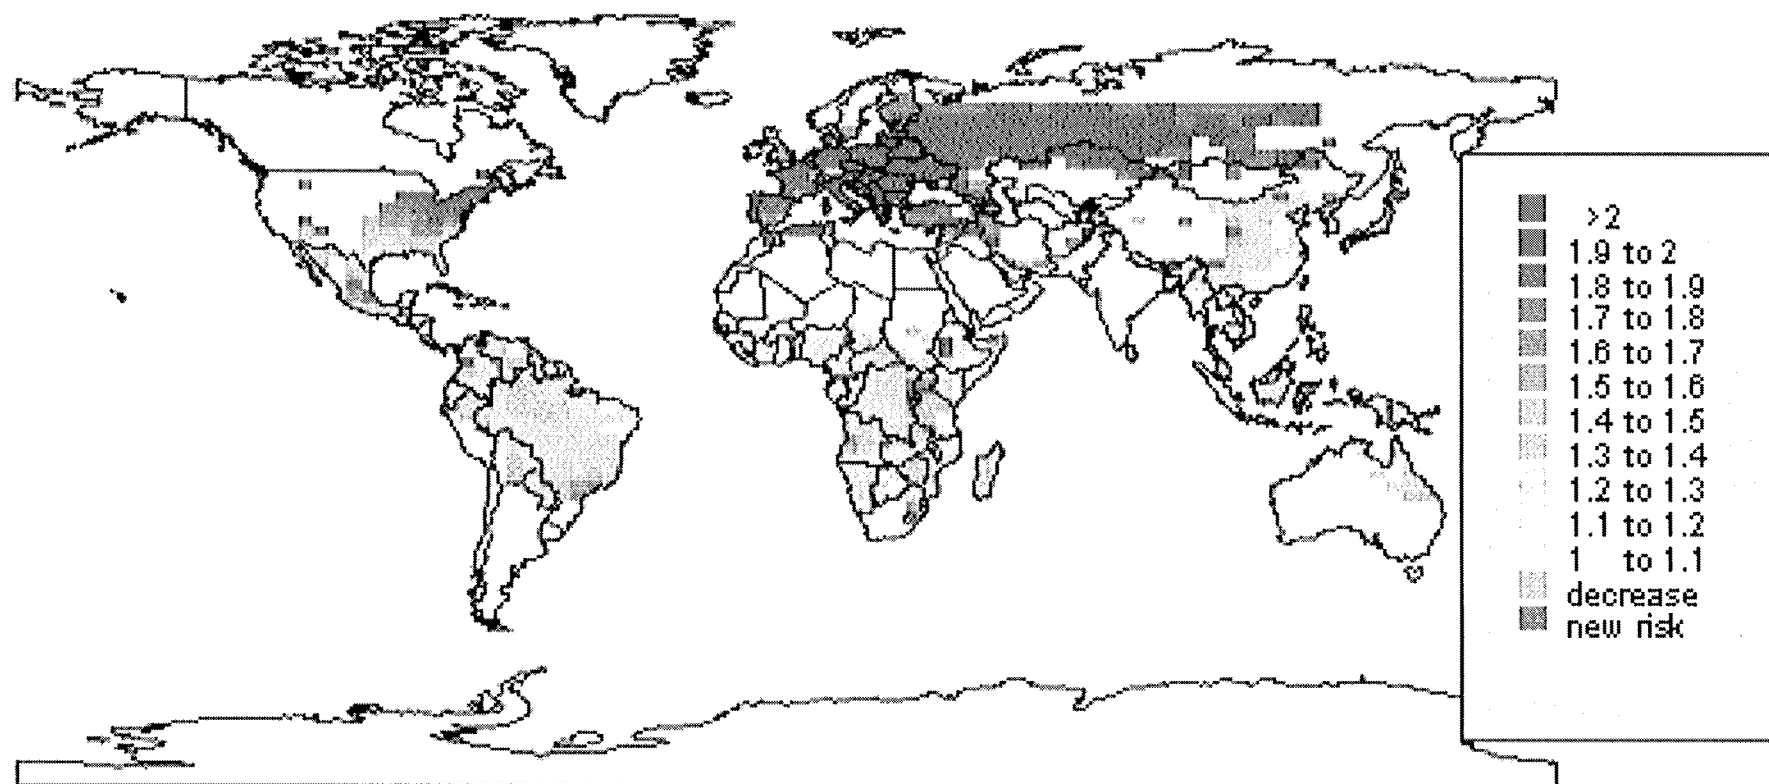 >2
1.9 to 2
1.8 to 1.9
1.7 to 1.8
1.6 to 1.7
1.5 to 1.6
1.4 to 1.5
1.3 to 1.4
1.2 to 1.3
1.1 to 1.2
1 to 1.1
decrease
new risk